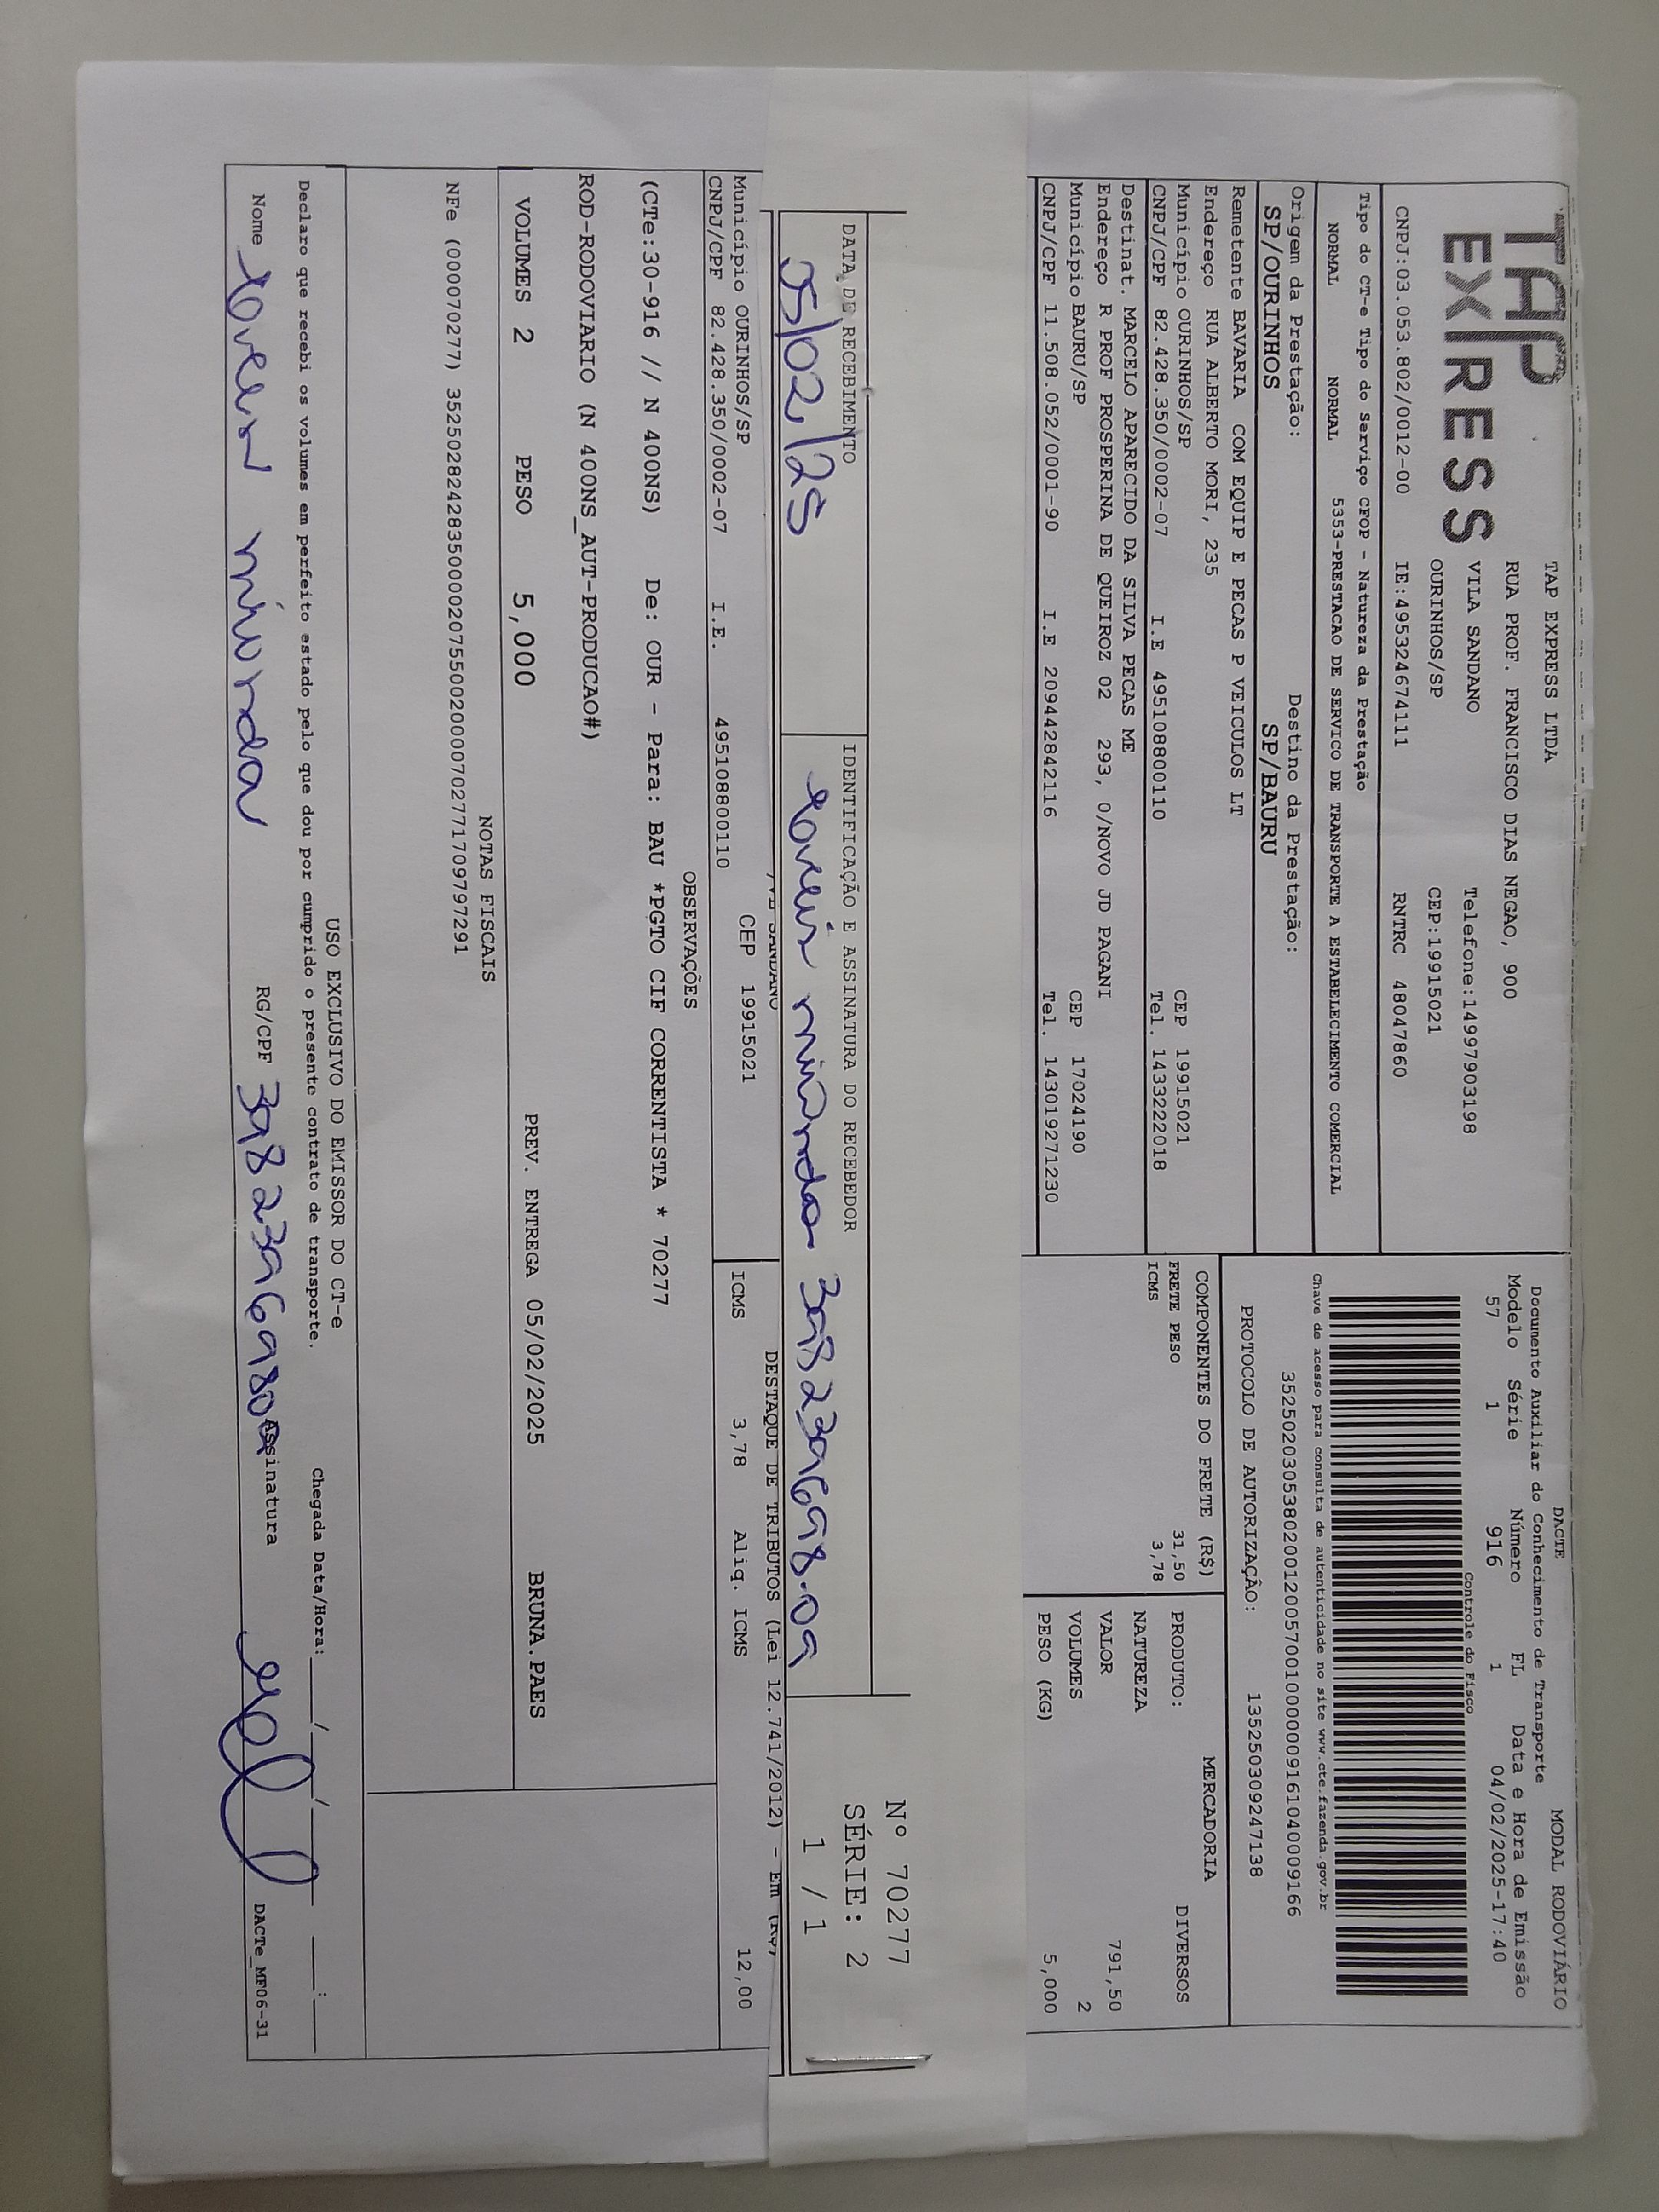 TAP EXPRESS
TAP EXPRESS LTDA
RUA PROF. FRANCISCO DIAS NEGAO, 900
VILA SANDANO Telefone:14997903198
OURINHOS/SP CEP:19915021
CNPJ:03.053.802/0012-00 IE:495324674111 RNTRC 48047860
Tipo do CT-e Tipo do Serviço CFOP - Natureza da Prestação
NORMAL NORMAL 5353-PRESTACAO DE SERVICO DE TRANSPORTE A ESTABELECIMENTO COMERCIAL
Origem da Prestação: Destino da Prestação:
SP/OURINHOS SP/BAURU
Remetente BAVARIA COM EQUIP E PECAS P VEICULOS LT
Endereço RUA ALBERTO MORI, 235
Município OURINHOS/SP CEP 19915021
CNPJ/CPF 82.428.350/0002-07 I.E 495108800110 Tel. 1433222018
Destinat. MARCELO APARECIDO DA SILVA PECAS ME
Endereço R PROF PROSPERINA DE QUEIROZ 02 293, 0/NOVO JD PAGANI
Município BAURU/SP CEP 17024190
CNPJ/CPF 11.508.052/0001-90 I.E 209442842116 Tel. 143019271230
DACTE MODAL RODOVIÁRIO
Documento Auxiliar do Conhecimento de Transporte
Modelo Série Número FL Data e Hora de Emissão
57 1 916 1 04/02/2025-17:40
Controle do Fisco
Chave de acesso para consulta de autenticidade no site www.cte.fazenda.gov.br
PROTOCOLO DE AUTORIZAÇÃO: 135250309247138
COMPONENTES DO FRETE (R$)
FRETE PESO 31,50
ICMS 3,78
MERCADORIA
PRODUTO: DIVERSOS
NATUREZA
VALOR 791,50
VOLUMES 2
PESO (KG) 5,000
DATA DE RECEBIMENTO IDENTIFICAÇÃO E ASSINATURA DO RECEBEDOR
05/02/25 miranda 398239698.09
Nº 70277
SÉRIE: 2
1 / 1
DESTAQUE DE TRIBUTOS (Lei 12.741/2012) - Em
Município OURINHOS/SP CEP 19915021
CNPJ/CPF 82.428.350/0002-07 I.E. 495108800110
ICMS 3,78 Aliq. ICMS 12,00
OBSERVAÇÕES
(CTe:30-916 // N 400NS) De: OUR - Para: BAU *PGTO CIF CORRENTISTA * 70277
ROD-RODOVIARIO (N 400NS_AUT-PRODUCAO#)
VOLUMES 2 PESO 5,000 PREV. ENTREGA 05/02/2025 BRUNA.PAES
NOTAS FISCAIS
NFe (000070277)
USO EXCLUSIVO DO EMISSOR DO CT-e
Declaro que recebi os volumes em perfeito estado pelo que dou por cumprido o presente contrato de transporte. Chegada Data/Hora: ____/____/____ ____:____
Nome miranda RG/CPF Assinatura
DACTe_MF06-31